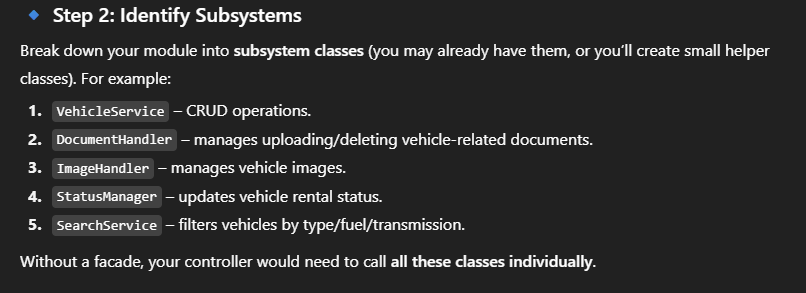 Step 2: Identify Subsystems
Break down your module into subsystem classes (you may already have them, or you'll create small helper
classes). For example:
1. VehicleService – CRUD operations.
2. DocumentHandler – manages uploading/deleting vehicle-related documents.
3. ImageHandler – manages vehicle images.
4. StatusManager – updates vehicle rental status.
5. SearchService – filters vehicles by type/fuel/transmission.
Without a facade, your controller would need to call all these classes individually.